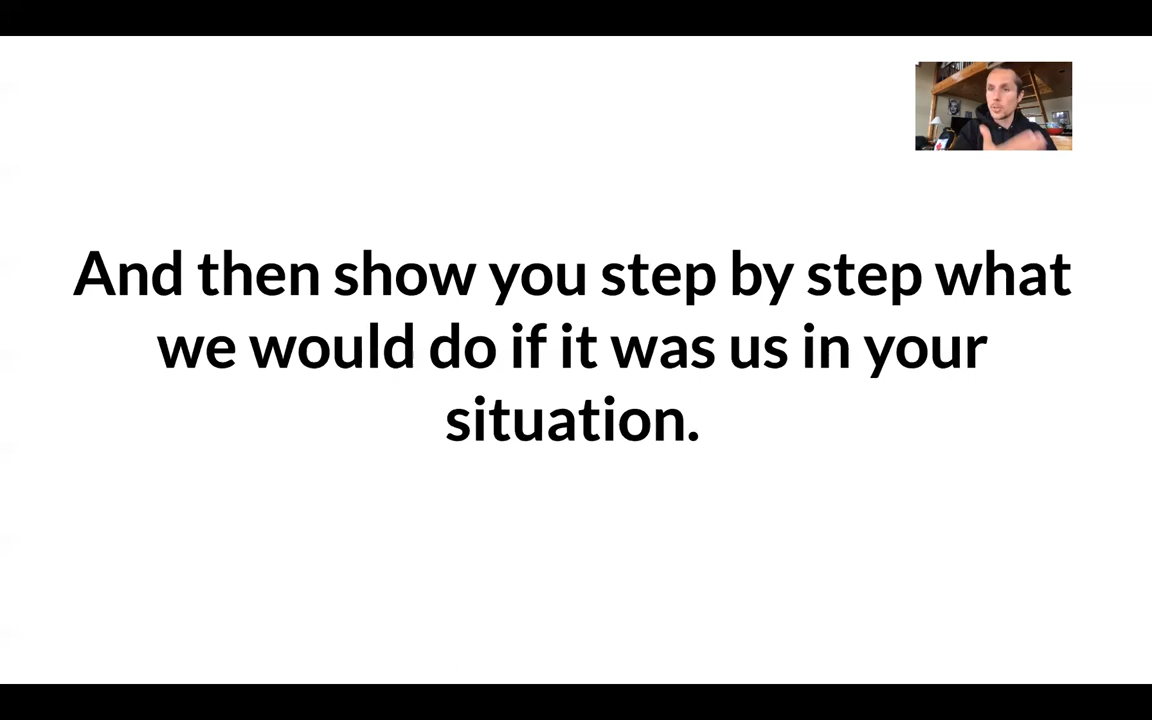 And then show you step by step what
we would do if it was us in your
situation.